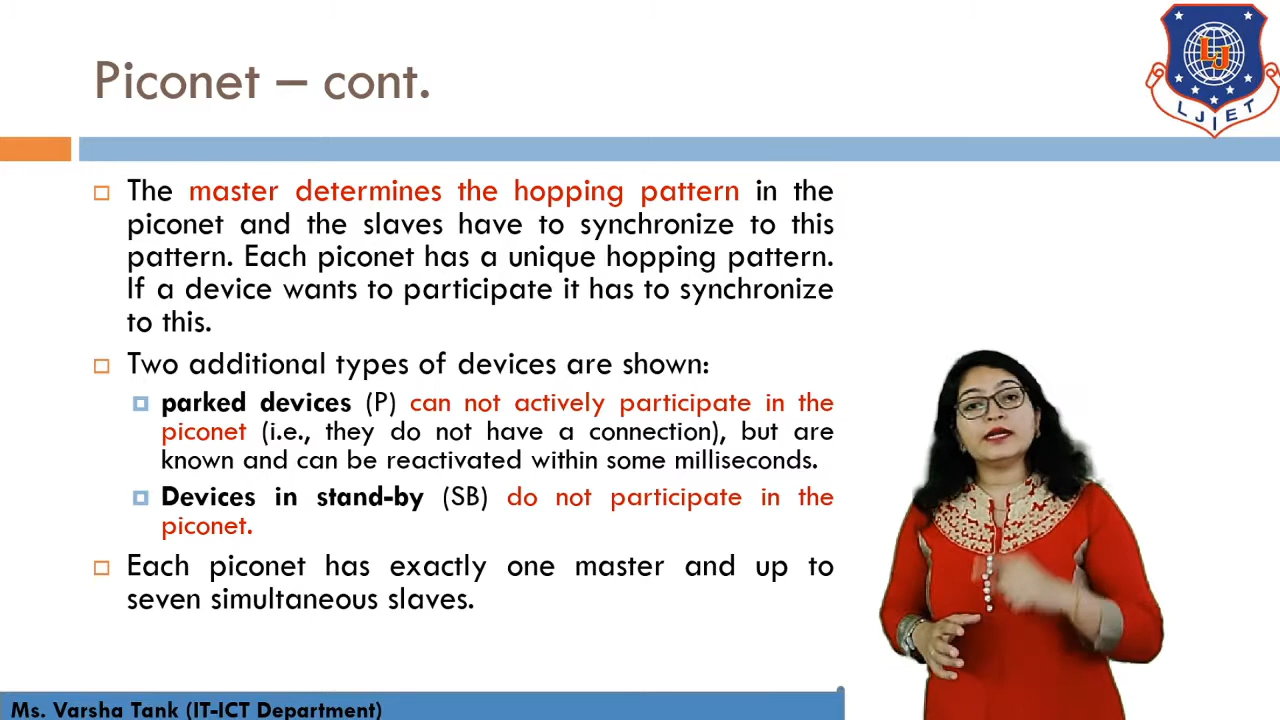 Piconet – cont.
LJ
LJIET
The master determines the hopping pattern in the
piconet and the slaves have to synchronize to this
pattern. Each piconet has a unique hopping pattern.
If a device wants to participate it has to synchronize
to this.
Two additional types of devices are shown:
parked devices (P) can not actively participate in the
piconet (i.e., they do not have a connection), but are
known and can be reactivated within some milliseconds.
Devices in stand-by (SB) do not participate in the
piconet.
Each piconet has exactly one master and up to
seven simultaneous slaves.
Ms. Varsha Tank (IT-ICT Department)